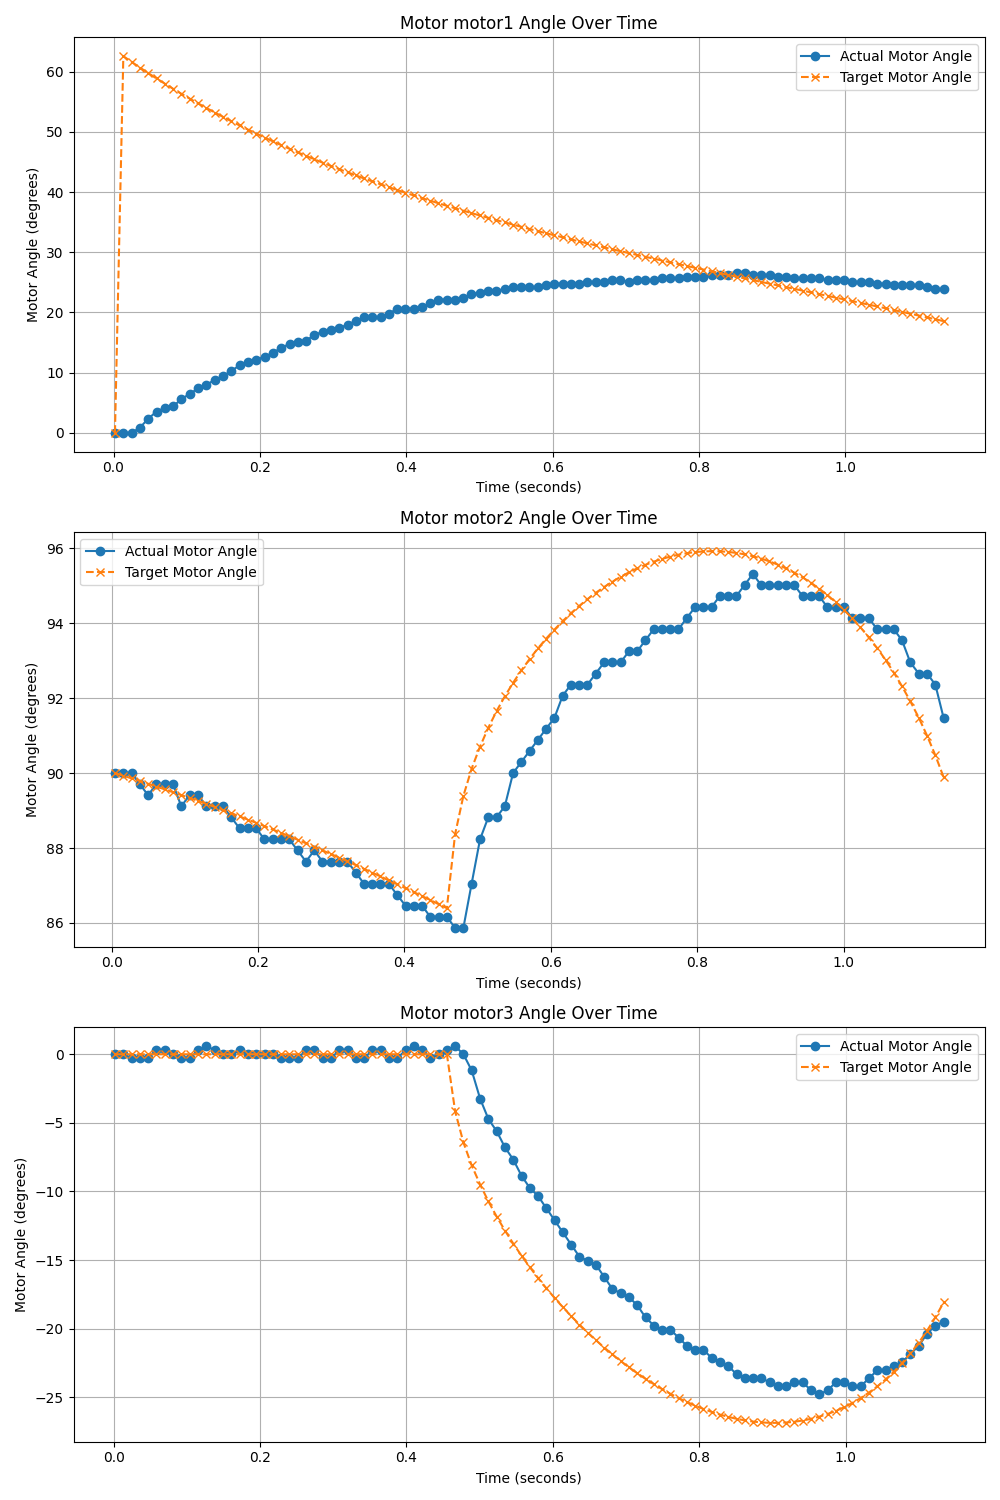 Motor motor1 Angle Over Time
Motor Angle (degrees)
60
50
40
30
20
10
0
Actual Motor Angle
Target Motor Angle
0.0 0.2 0.4 0.6 0.8 1.0
Time (seconds)
Motor motor2 Angle Over Time
Motor Angle (degrees)
96
94
92
90
88
86
Actual Motor Angle
Target Motor Angle
0.0 0.2 0.4 0.6 0.8 1.0
Time (seconds)
Motor motor3 Angle Over Time
Motor Angle (degrees)
0
−5
−10
−15
−20
−25
Actual Motor Angle
Target Motor Angle
0.0 0.2 0.4 0.6 0.8 1.0
Time (seconds)